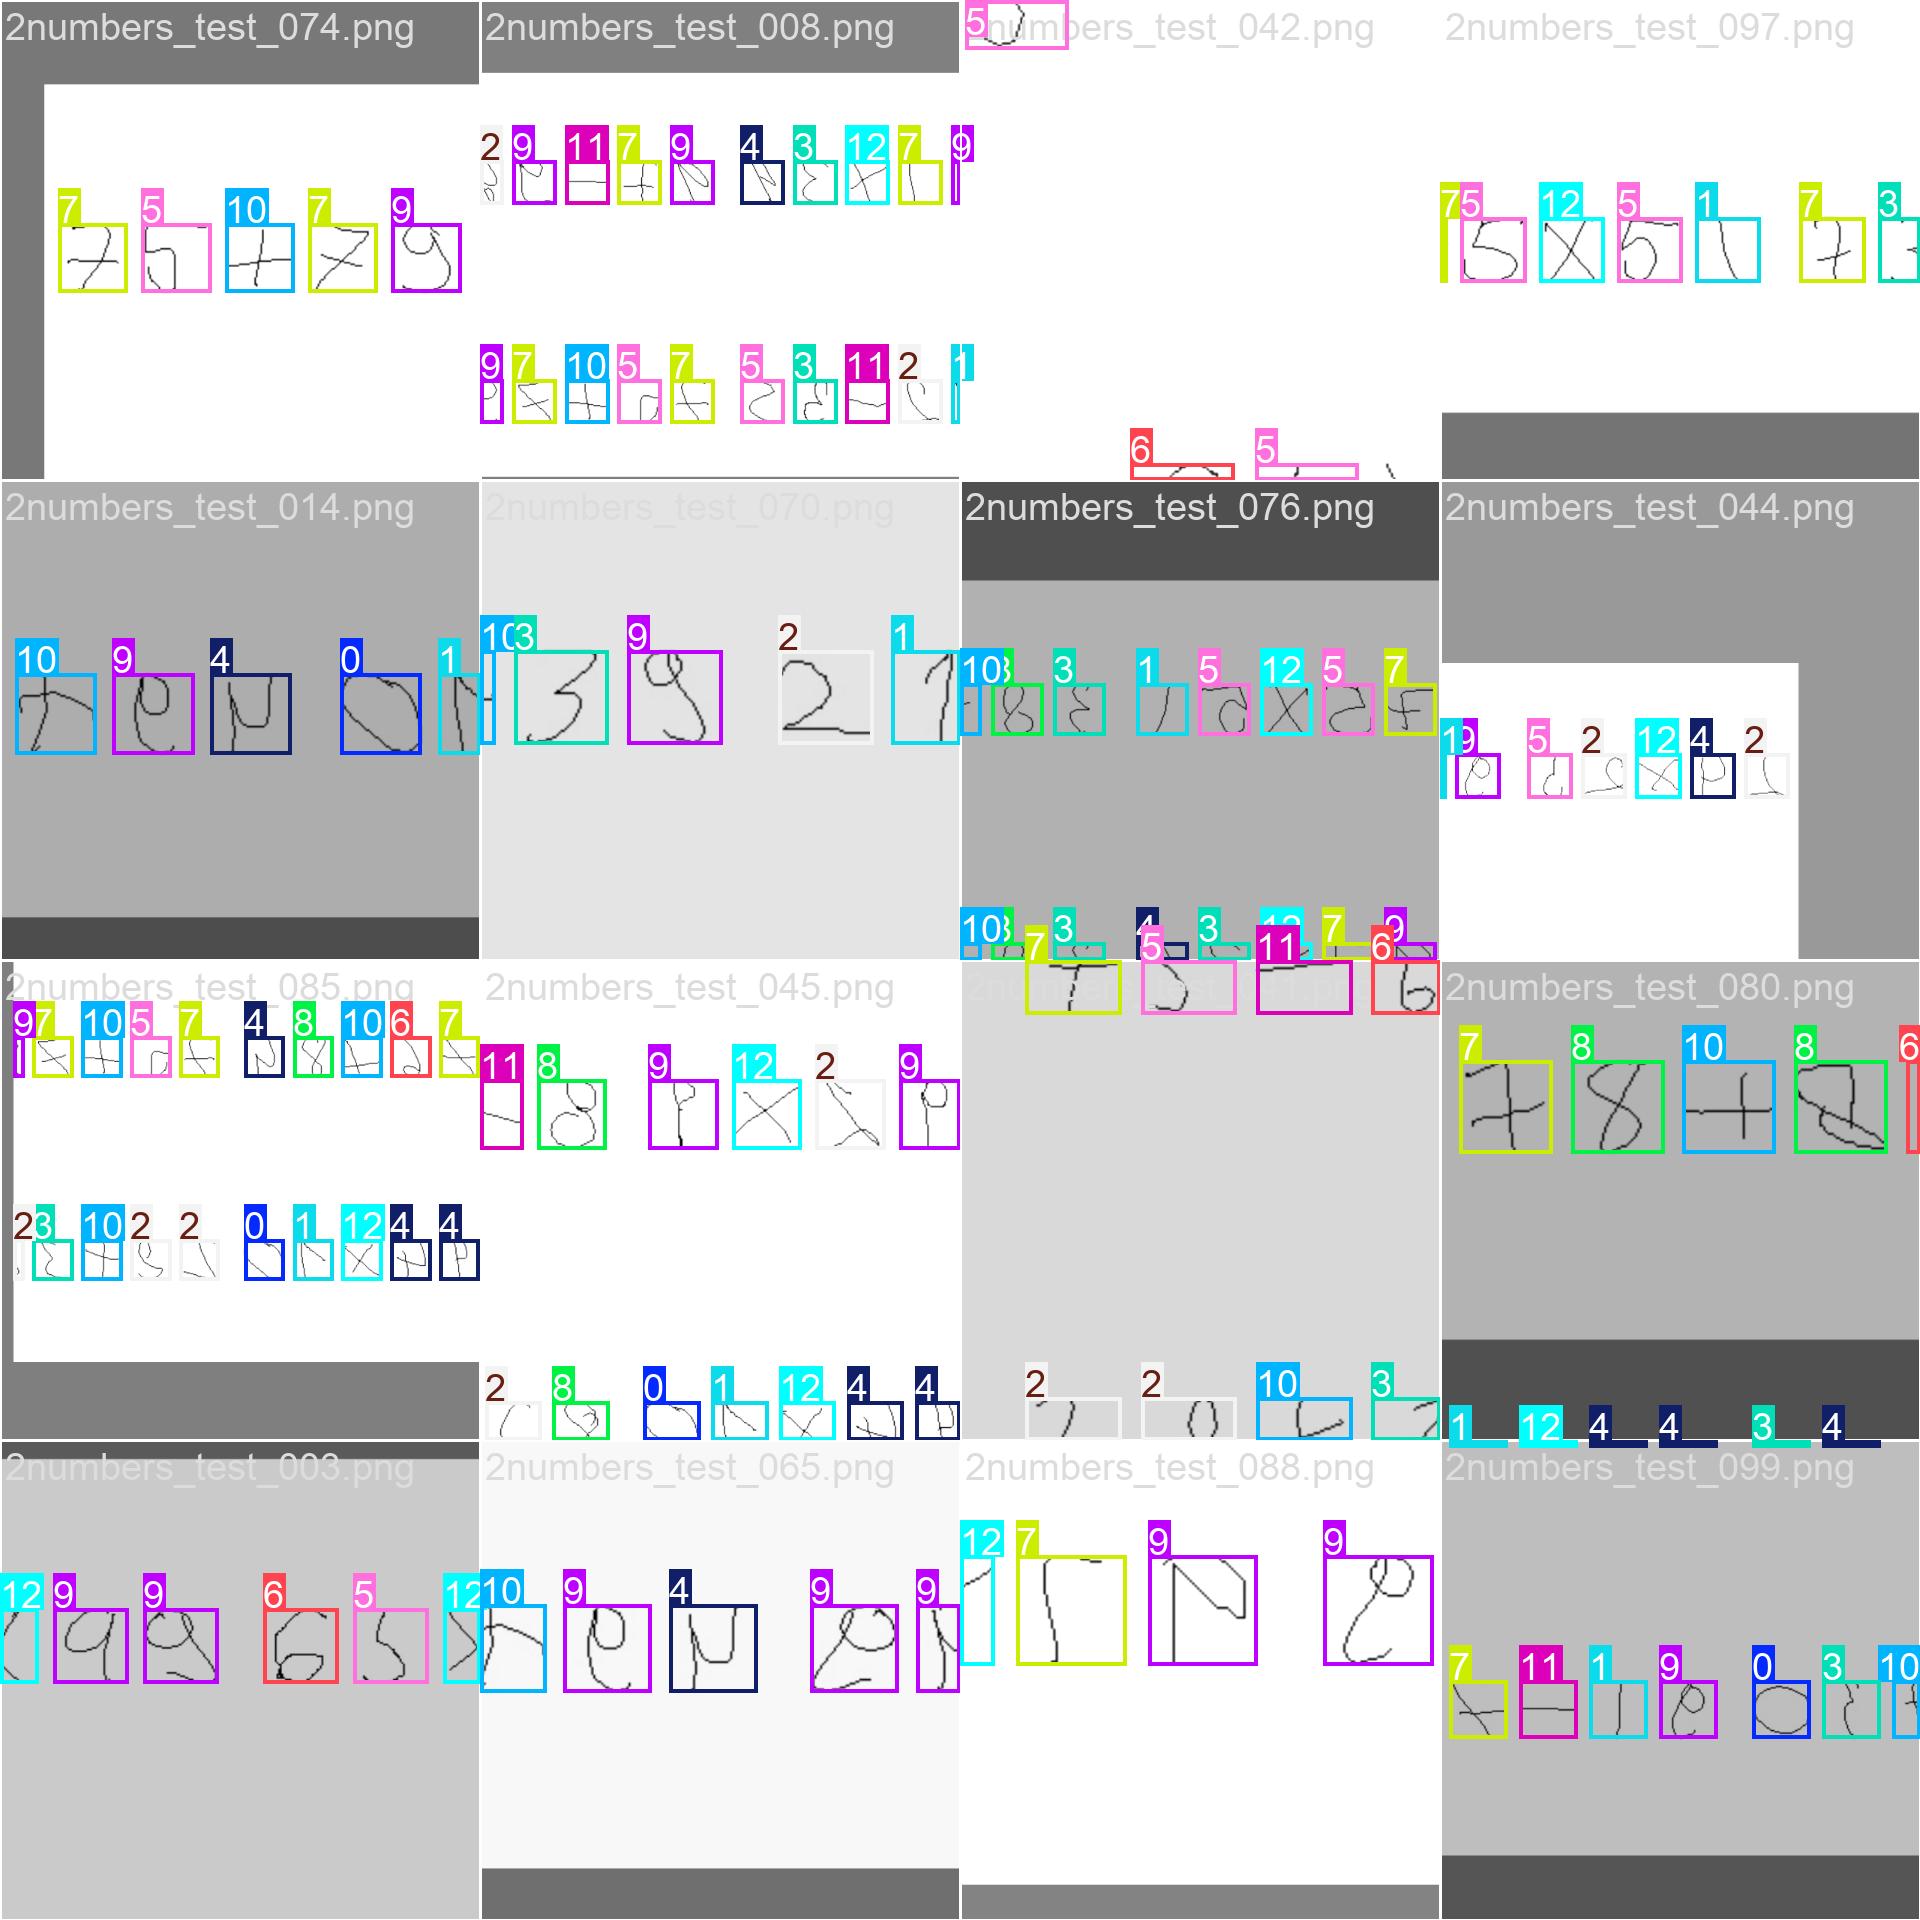 2numbers_test_074.png
7 5 10 7 9
2numbers_test_008.png
2 9 11 7 9 4 3 12 7 9
9 7 10 5 7 5 3 11 2 1
5
2numbers_test_042.png
6 5
2numbers_test_097.png
7 5 12 5 1 7 3
2numbers_test_014.png
10 9 4 0 1
2numbers_test_070.png
10 3 9 2 1
2numbers_test_076.png
10 8 3 1 5 12 5 7
10 8 3 4 3 12 7 9
2numbers_test_044.png
1 9 5 2 12 4 2
2numbers_test_085.png
9 7 10 5 7 4 8 10 6 7
2 3 10 2 2 0 1 12 4 4
2numbers_test_045.png
11 8 9 12 2 9
2 8 0 1 12 4 4
7 5 11 6
2 2 10 3
2numbers_test_080.png
7 8 10 8 6
1 12 4 4 3 4
2numbers_test_003.png
12 9 9 6 5 12
2numbers_test_065.png
10 9 4 9 9
2numbers_test_088.png
12 7 9 9
2numbers_test_099.png
7 11 1 9 0 3 10